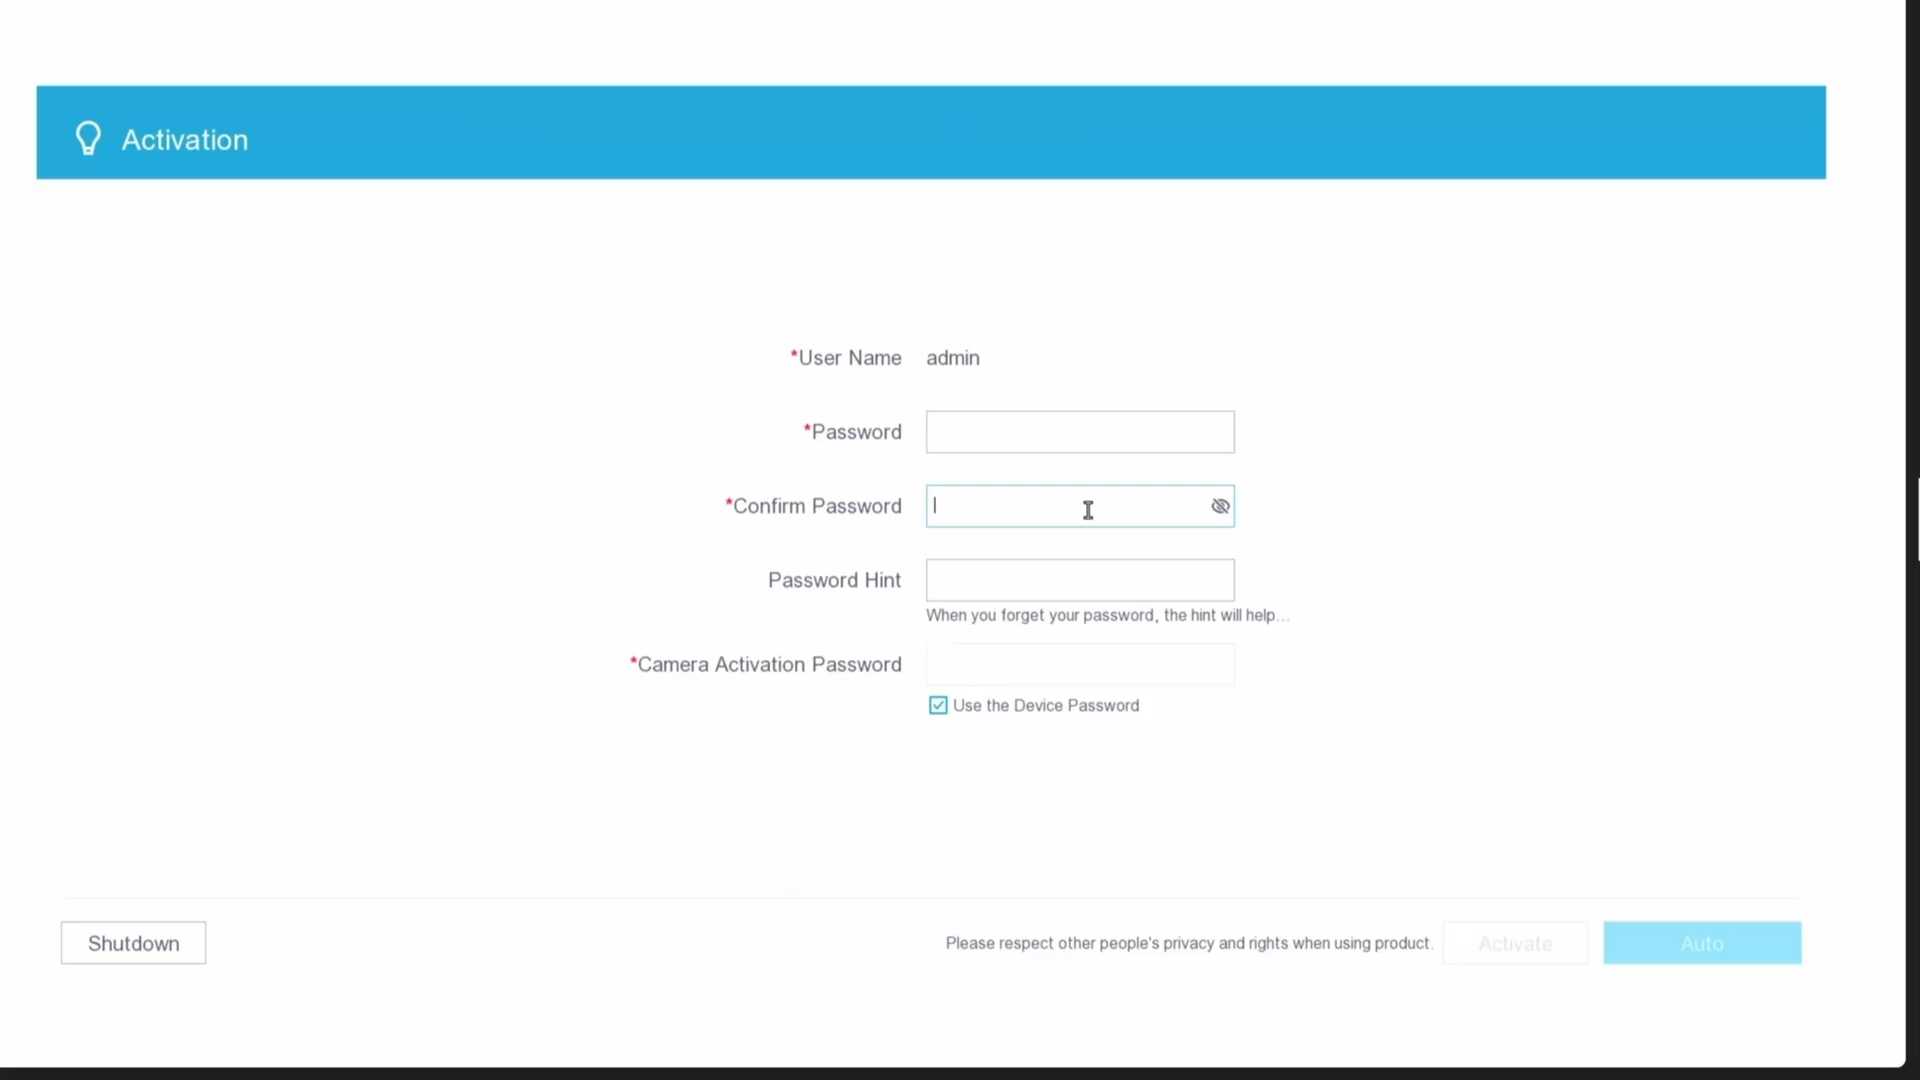 Activation
*User Name admin
*Password
*Confirm Password
Password Hint
When you forget your password, the hint will help...
*Camera Activation Password
Use the Device Password
Shutdown
Please respect other people's privacy and rights when using product.
Activate
Auto